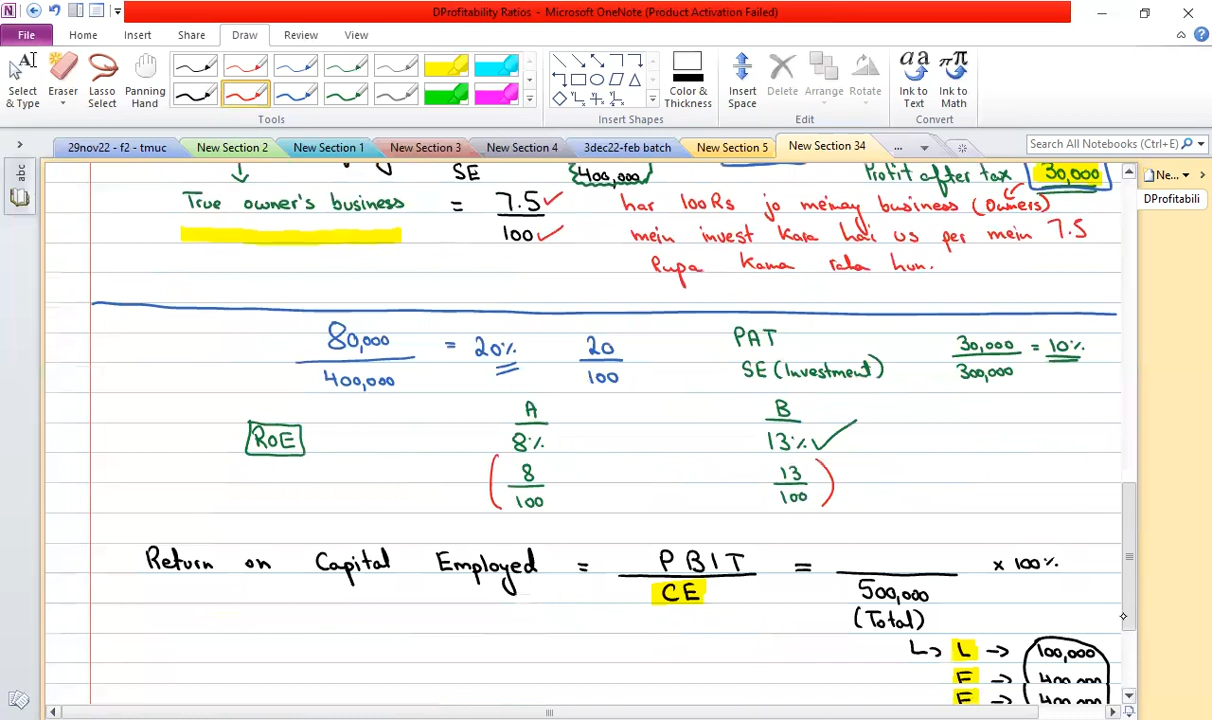 DProfitability Ratios - Microsoft OneNote (Product Activation Failed)
File Home Insert Share Draw Review View
Select & Type
Eraser
Lasso Select
Panning Hand
Color & Thickness
Insert Space
Delete
Arrange
Rotate
Ink to Text
Ink to Math
Tools
Insert Shapes
Edit
Convert
29nov22 - f2 - tmuc New Section 2 New Section 1 New Section 3 New Section 4 3dec22-feb batch New Section 5 New Section 34 ... Search All Notebooks (Ctrl+E)
abc
Ne...
DProfitabili
SE 400,000 Profit after tax 30,000
True owner's business = 7.5
100
har 100Rs jo meinay business (Owners)
mein invest kara hai us per mein 7.5
Rupa kama raha hun.
80,000
400,000
= 20%
20
100
PAT
SE (Investment)
30,000
300,000
= 10%
A B
ROE 8% 13%
8 13
100 100
Return on Capital Employed = PBIT = x 100%
CE 500,000
(Total)
L → 100,000
E → 400,000
E → 400,000